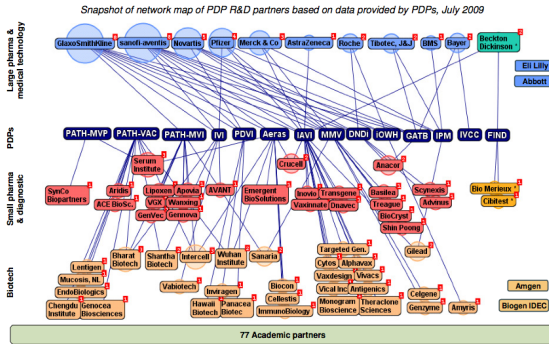 Snapshot of network map of PDP R&D partners based on data provided by PDPs, July 2009
Large pharma &
medical technology
GlaxoSmithKline
sanofi-aventis
Novartis
Pfizer
Merck & Co
AstraZeneca
Roche
Tibotec, J&J
BMS
Bayer
Beckton
Dickinson *
Eli Lilly
Abbott
PDPs
PATH-MVP
PATH-VAC
PATH-MVI
IVI
PDVI
Aeras
IAVI
MMV
DNDi
iOWH
GATB
IPM
IVCC
FIND
Small pharma
& diagnostic
Serum
Institute
Crucell
Anacor
SynCo
Biopartners
Aridis
ACE BioSc.
Lipoxen
Apovia
VGX
Wanxing
GenVec
Gennova
AVANT
Emergent
BioSolutions
Inovio
Transgene
Vaxinnate
Dnavec
Basilea
Treague
BioCryst
Shin Poong
Scynexis
Advinus
Bio Merieux *
Cibitest *
Biotech
Lentigen
Mucosis, NL
EndoBiologics
Chengdu
Institute
Genocea
Biosciences
Bharat
Biotech
Shantha
Biotech
Intercell
Wuhan
Institute
Sanaria
Vabiotech
Inviragen
Hawaii
Biotech
Panacea
Biotec
Biocon
Cellestis
ImmunoBiology
Targeted Gen.
Cytos
Alphavax
Vaxdesign
Vivacs
Vical Inc
Antigenics
Monogram
Bioscience
Theraclone
Sciences
Gilead
Celgene
Genzyme
Amyris
Amgen
Biogen IDEC
77 Academic partners